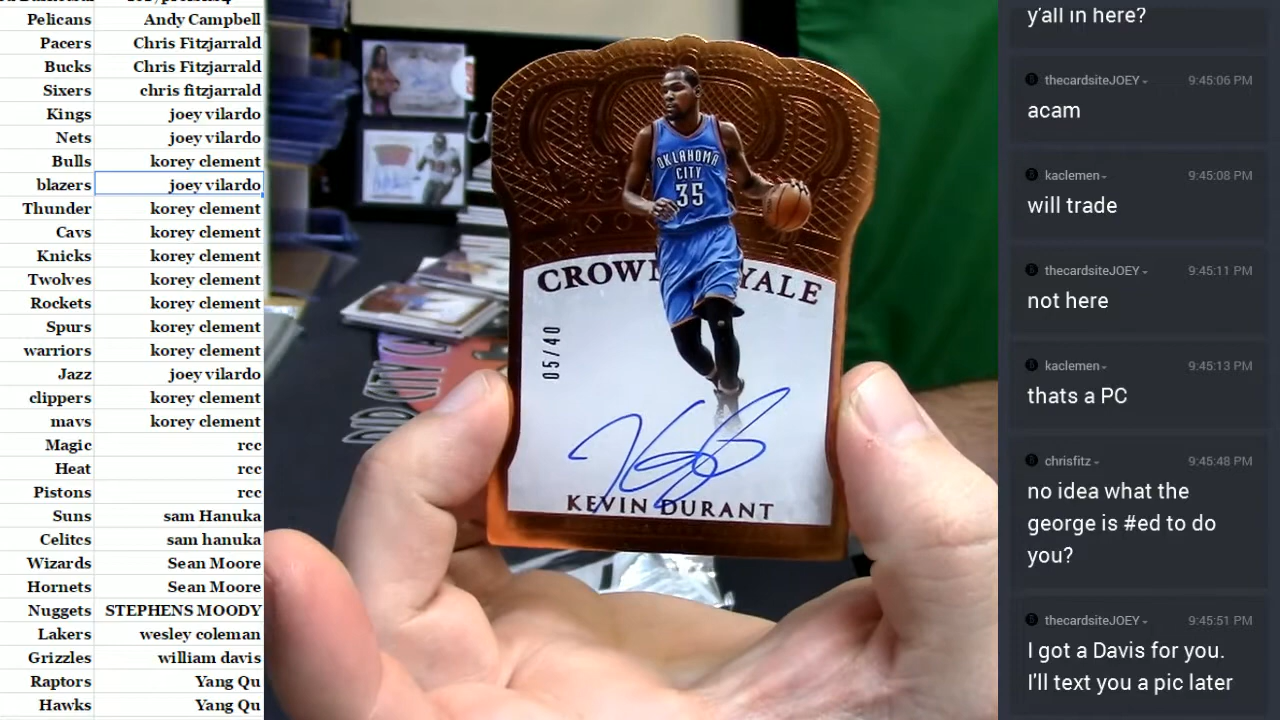 Pelicans Andy Campbell
Pacers Chris Fitzjarrald
Bucks Chris Fitzjarrald
Sixers chris fitzjarrald
Kings joey vilardo
Nets joey vilardo
Bulls korey clement
blazers joey vilardo
Thunder korey clement
Cavs korey clement
Knicks korey clement
Twolves korey clement
Rockets korey clement
Spurs korey clement
warriors korey clement
Jazz joey vilardo
clippers korey clement
mavs korey clement
Magic rcc
Heat rcc
Pistons rcc
Suns sam Hanuka
Celitcs sam hanuka
Wizards Sean Moore
Hornets Sean Moore
Nuggets STEPHENS MOODY
Lakers wesley coleman
Grizzles william davis
Raptors Yang Qu
Hawks Yang Qu
OKLAHOMA
CITY
35
05/40
KEVIN DURANT
y'all in here?
thecardsiteJOEY 9:45:06 PM
acam
kaclemen 9:45:08 PM
will trade
thecardsiteJOEY 9:45:11 PM
not here
kaclemen 9:45:13 PM
thats a PC
chrisfitz 9:45:48 PM
no idea what the
george is #ed to do
you?
thecardsiteJOEY 9:45:51 PM
I got a Davis for you.
I'll text you a pic later